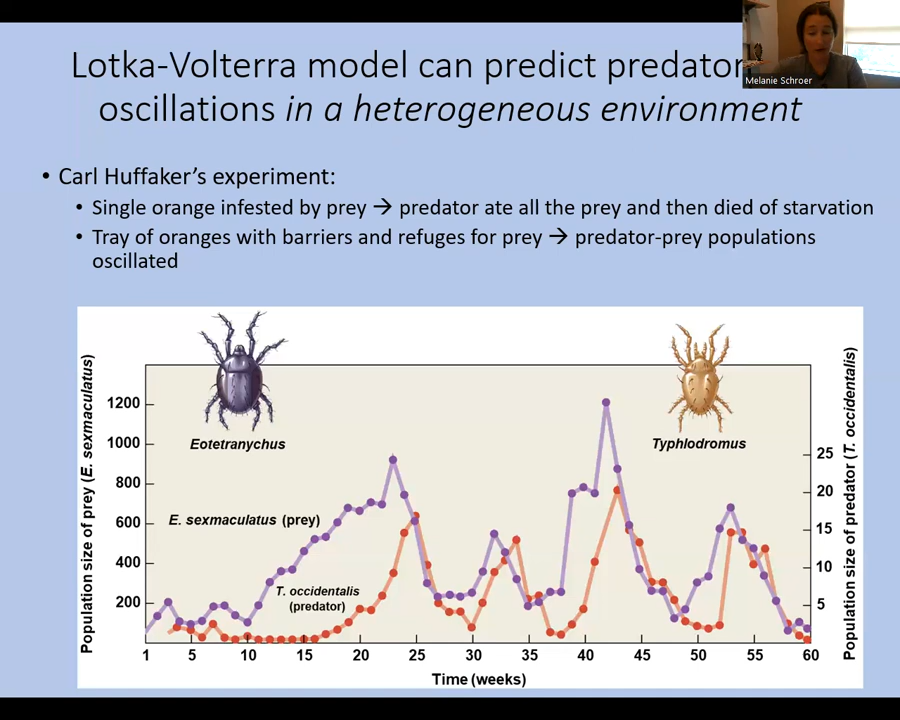 Lotka-Volterra model can predict predator
oscillations in a heterogeneous environment
Melanie Schroer
• Carl Huffaker's experiment:
• Single orange infested by prey → predator ate all the prey and then died of starvation
• Tray of oranges with barriers and refuges for prey → predator-prey populations
oscillated
Population size of prey (E. sexmaculatus)
1200
1000
800
600
400
200
Eotetranychus
Typhlodromus
E. sexmaculatus (prey)
T. occidentalis
(predator)
25
20
15
10
5
Population size of predator (T. occidentalis)
1 5 10 15 20 25 30 35 40 45 50 55 60
Time (weeks)